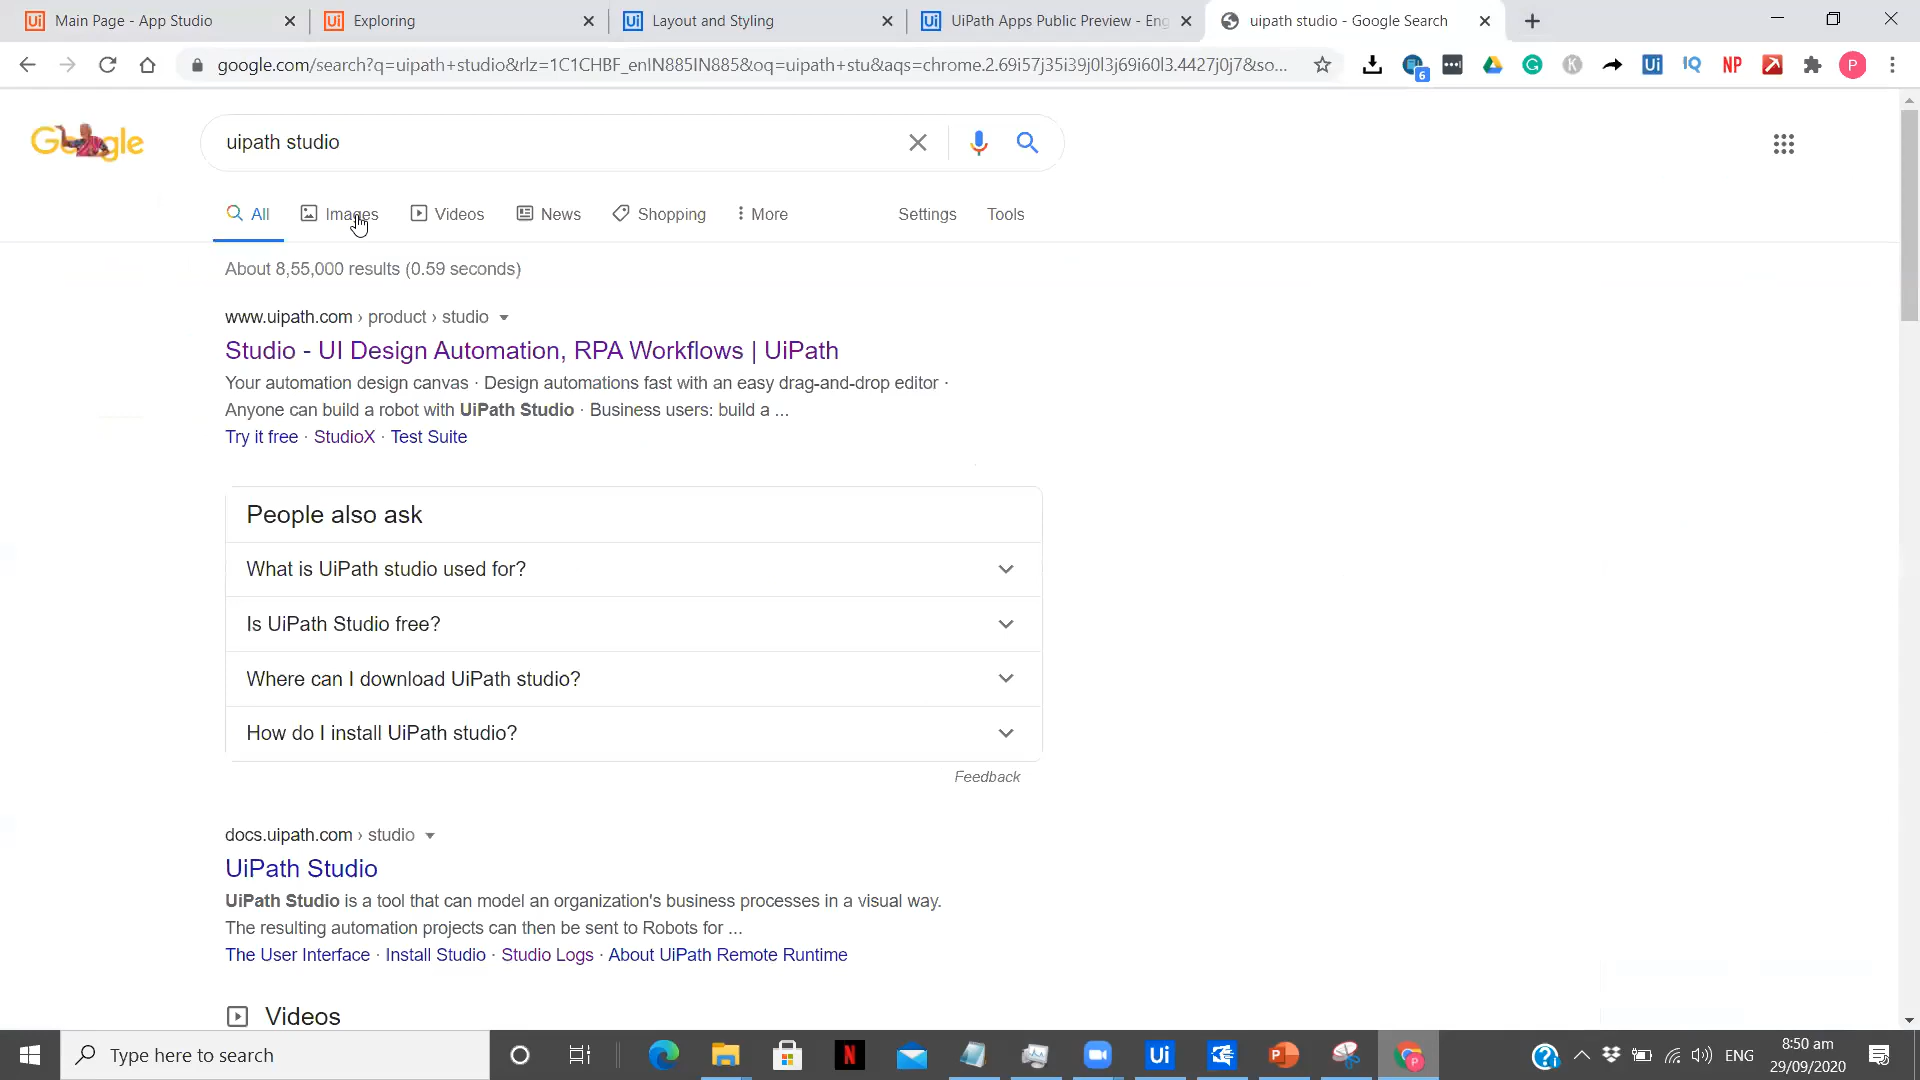 Main Page - App Studio
Exploring
Layout and Styling
UiPath Apps Public Preview - Eng
uipath studio - Google Search
google.com/search?q=uipath+studio&rlz=1C1CHBF_enIN885IN885&oq=uipath+stu&aqs=chrome.2.69i57j35i39j0l3j69i60l3.4427j0j7&so...
uipath studio
All Images Videos News Shopping More Settings Tools
About 8,55,000 results (0.59 seconds)
www.uipath.com › product › studio
Studio - UI Design Automation, RPA Workflows | UiPath
Your automation design canvas · Design automations fast with an easy drag-and-drop editor ·
Anyone can build a robot with UiPath Studio · Business users: build a ...
Try it free · StudioX · Test Suite
People also ask
What is UiPath studio used for?
Is UiPath Studio free?
Where can I download UiPath studio?
How do I install UiPath studio?
Feedback
docs.uipath.com › studio
UiPath Studio
UiPath Studio is a tool that can model an organization's business processes in a visual way.
The resulting automation projects can then be sent to Robots for ...
The User Interface · Install Studio · Studio Logs · About UiPath Remote Runtime
Videos
Type here to search
ENG
8:50 am
29/09/2020